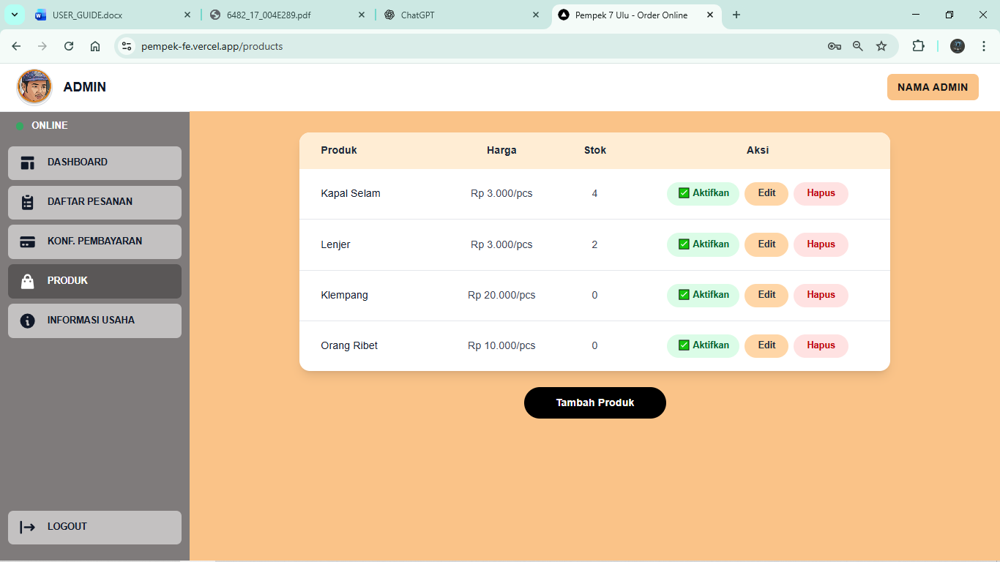 USER_GUIDE.docx
6482_17_004E289.pdf
ChatGPT
Pempek 7 Ulu - Order Online
pempek-fe.vercel.app/products
ADMIN
NAMA ADMIN
ONLINE
DASHBOARD
DAFTAR PESANAN
KONF. PEMBAYARAN
PRODUK
INFORMASI USAHA
LOGOUT
Produk Harga Stok Aksi
Kapal Selam Rp 3.000/pcs 4 ✅ Aktifkan Edit Hapus
Lenjer Rp 3.000/pcs 2 ✅ Aktifkan Edit Hapus
Klempang Rp 20.000/pcs 0 ✅ Aktifkan Edit Hapus
Orang Ribet Rp 10.000/pcs 0 ✅ Aktifkan Edit Hapus
Tambah Produk